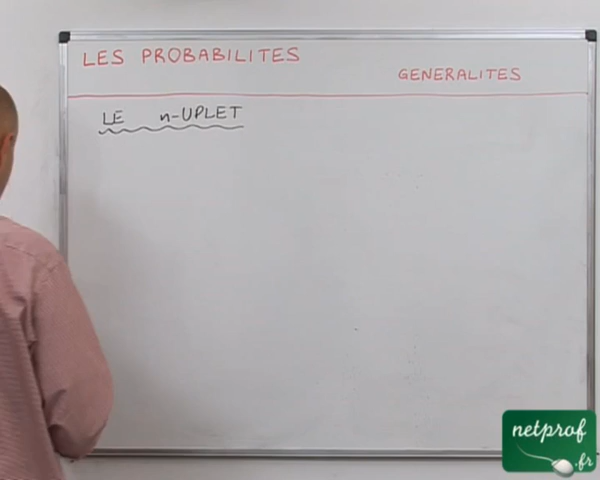 LES PROBABILITES
GENERALITES
LE n-UPLET
netprof
.fr